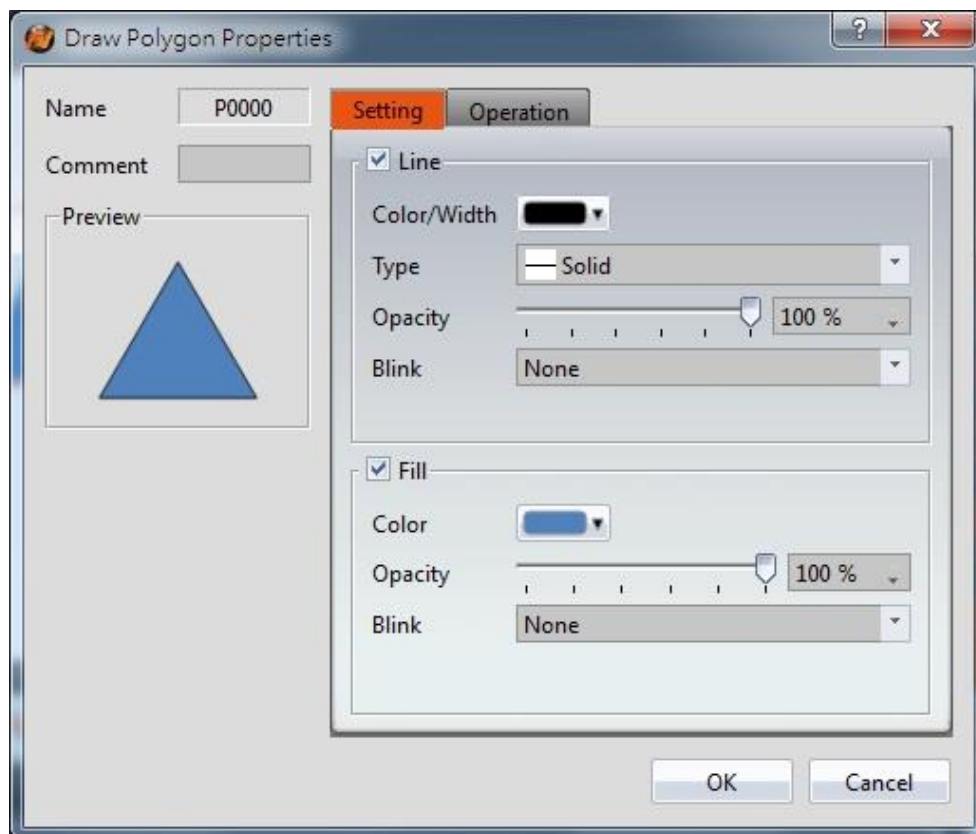 Draw Polygon Properties
?
Name P0000
Comment
Preview
Setting Operation
Line
Color/Width
Type Solid
Opacity 100 %
Blink None
Fill
Color
Opacity 100 %
Blink None
OK Cancel